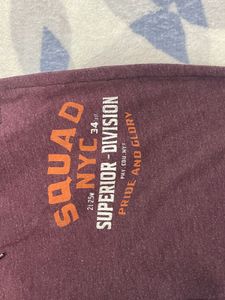 SQUAD
NYC 34
SUPERIOR-DIVISION
PRIDE AND GLORY